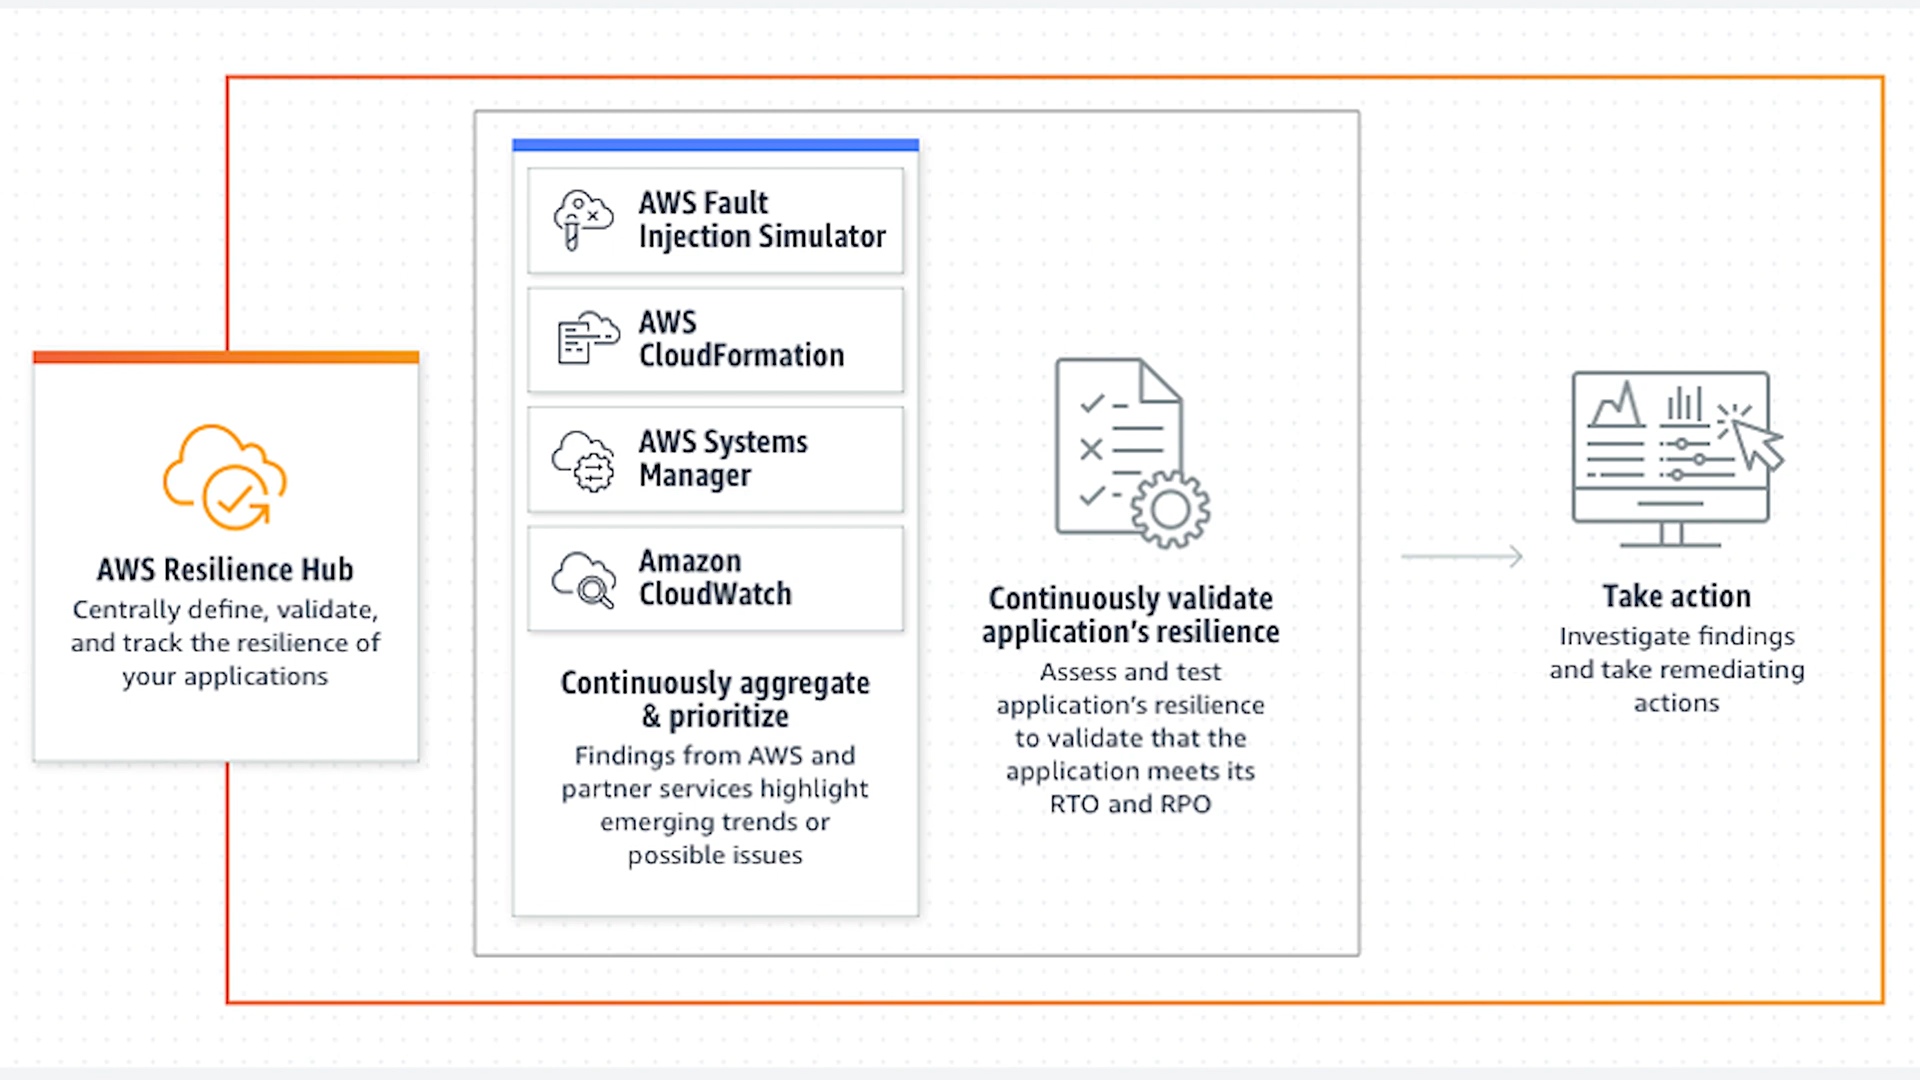 AWS Resilience Hub
Centrally define, validate,
and track the resilience of
your applications
AWS Fault
Injection Simulator
AWS
CloudFormation
AWS Systems
Manager
Amazon
CloudWatch
Continuously aggregate
& prioritize
Findings from AWS and
partner services highlight
emerging trends or
possible issues
Continuously validate
application’s resilience
Assess and test
application’s resilience
to validate that the
application meets its
RTO and RPO
Take action
Investigate findings
and take remediating
actions